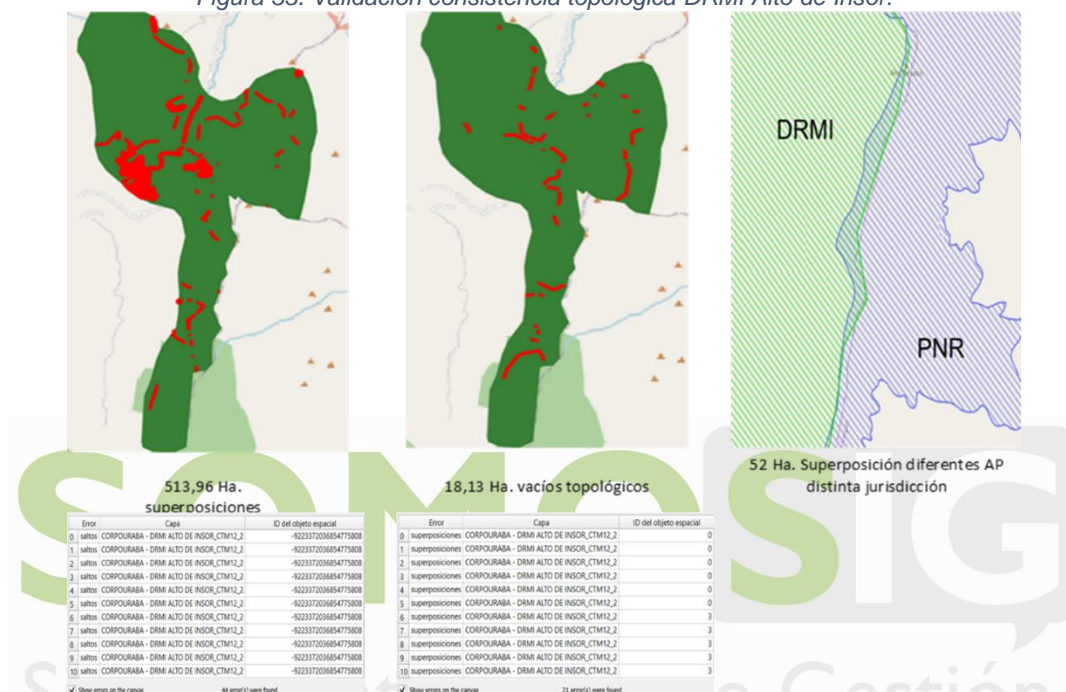 Figura 33. Validación consistencia topológica DRMI Alto de Insor.
DRMI
PNR
513,96 Ha.
superposiciones
18,13 Ha. vacíos topológicos
52 Ha. Superposición diferentes AP
distinta jurisdicción
SOMOSIG
Error Capa ID del objeto espacial
0 saltos CORPOURABA - DRMI ALTO DE INSOR_CTM12_2 -9223372036854775808
1 saltos CORPOURABA - DRMI ALTO DE INSOR_CTM12_2 -9223372036854775808
2 saltos CORPOURABA - DRMI ALTO DE INSOR_CTM12_2 -9223372036854775808
3 saltos CORPOURABA - DRMI ALTO DE INSOR_CTM12_2 -9223372036854775808
4 saltos CORPOURABA - DRMI ALTO DE INSOR_CTM12_2 -9223372036854775808
5 saltos CORPOURABA - DRMI ALTO DE INSOR_CTM12_2 -9223372036854775808
6 saltos CORPOURABA - DRMI ALTO DE INSOR_CTM12_2 -9223372036854775808
7 saltos CORPOURABA - DRMI ALTO DE INSOR_CTM12_2 -9223372036854775808
8 saltos CORPOURABA - DRMI ALTO DE INSOR_CTM12_2 -9223372036854775808
9 saltos CORPOURABA - DRMI ALTO DE INSOR_CTM12_2 -9223372036854775808
10 saltos CORPOURABA - DRMI ALTO DE INSOR_CTM12_2 -9223372036854775808
Show errors on the canvas 44 error(s) were found
Error Capa ID del objeto espacial
0 superposiciones CORPOURABA - DRMI ALTO DE INSOR_CTM12_2 0
1 superposiciones CORPOURABA - DRMI ALTO DE INSOR_CTM12_2 0
2 superposiciones CORPOURABA - DRMI ALTO DE INSOR_CTM12_2 0
3 superposiciones CORPOURABA - DRMI ALTO DE INSOR_CTM12_2 0
4 superposiciones CORPOURABA - DRMI ALTO DE INSOR_CTM12_2 0
5 superposiciones CORPOURABA - DRMI ALTO DE INSOR_CTM12_2 0
6 superposiciones CORPOURABA - DRMI ALTO DE INSOR_CTM12_2 3
7 superposiciones CORPOURABA - DRMI ALTO DE INSOR_CTM12_2 3
8 superposiciones CORPOURABA - DRMI ALTO DE INSOR_CTM12_2 3
9 superposiciones CORPOURABA - DRMI ALTO DE INSOR_CTM12_2 3
10 superposiciones CORPOURABA - DRMI ALTO DE INSOR_CTM12_2 3
Show errors on the canvas 21 error(s) were found
Gestión